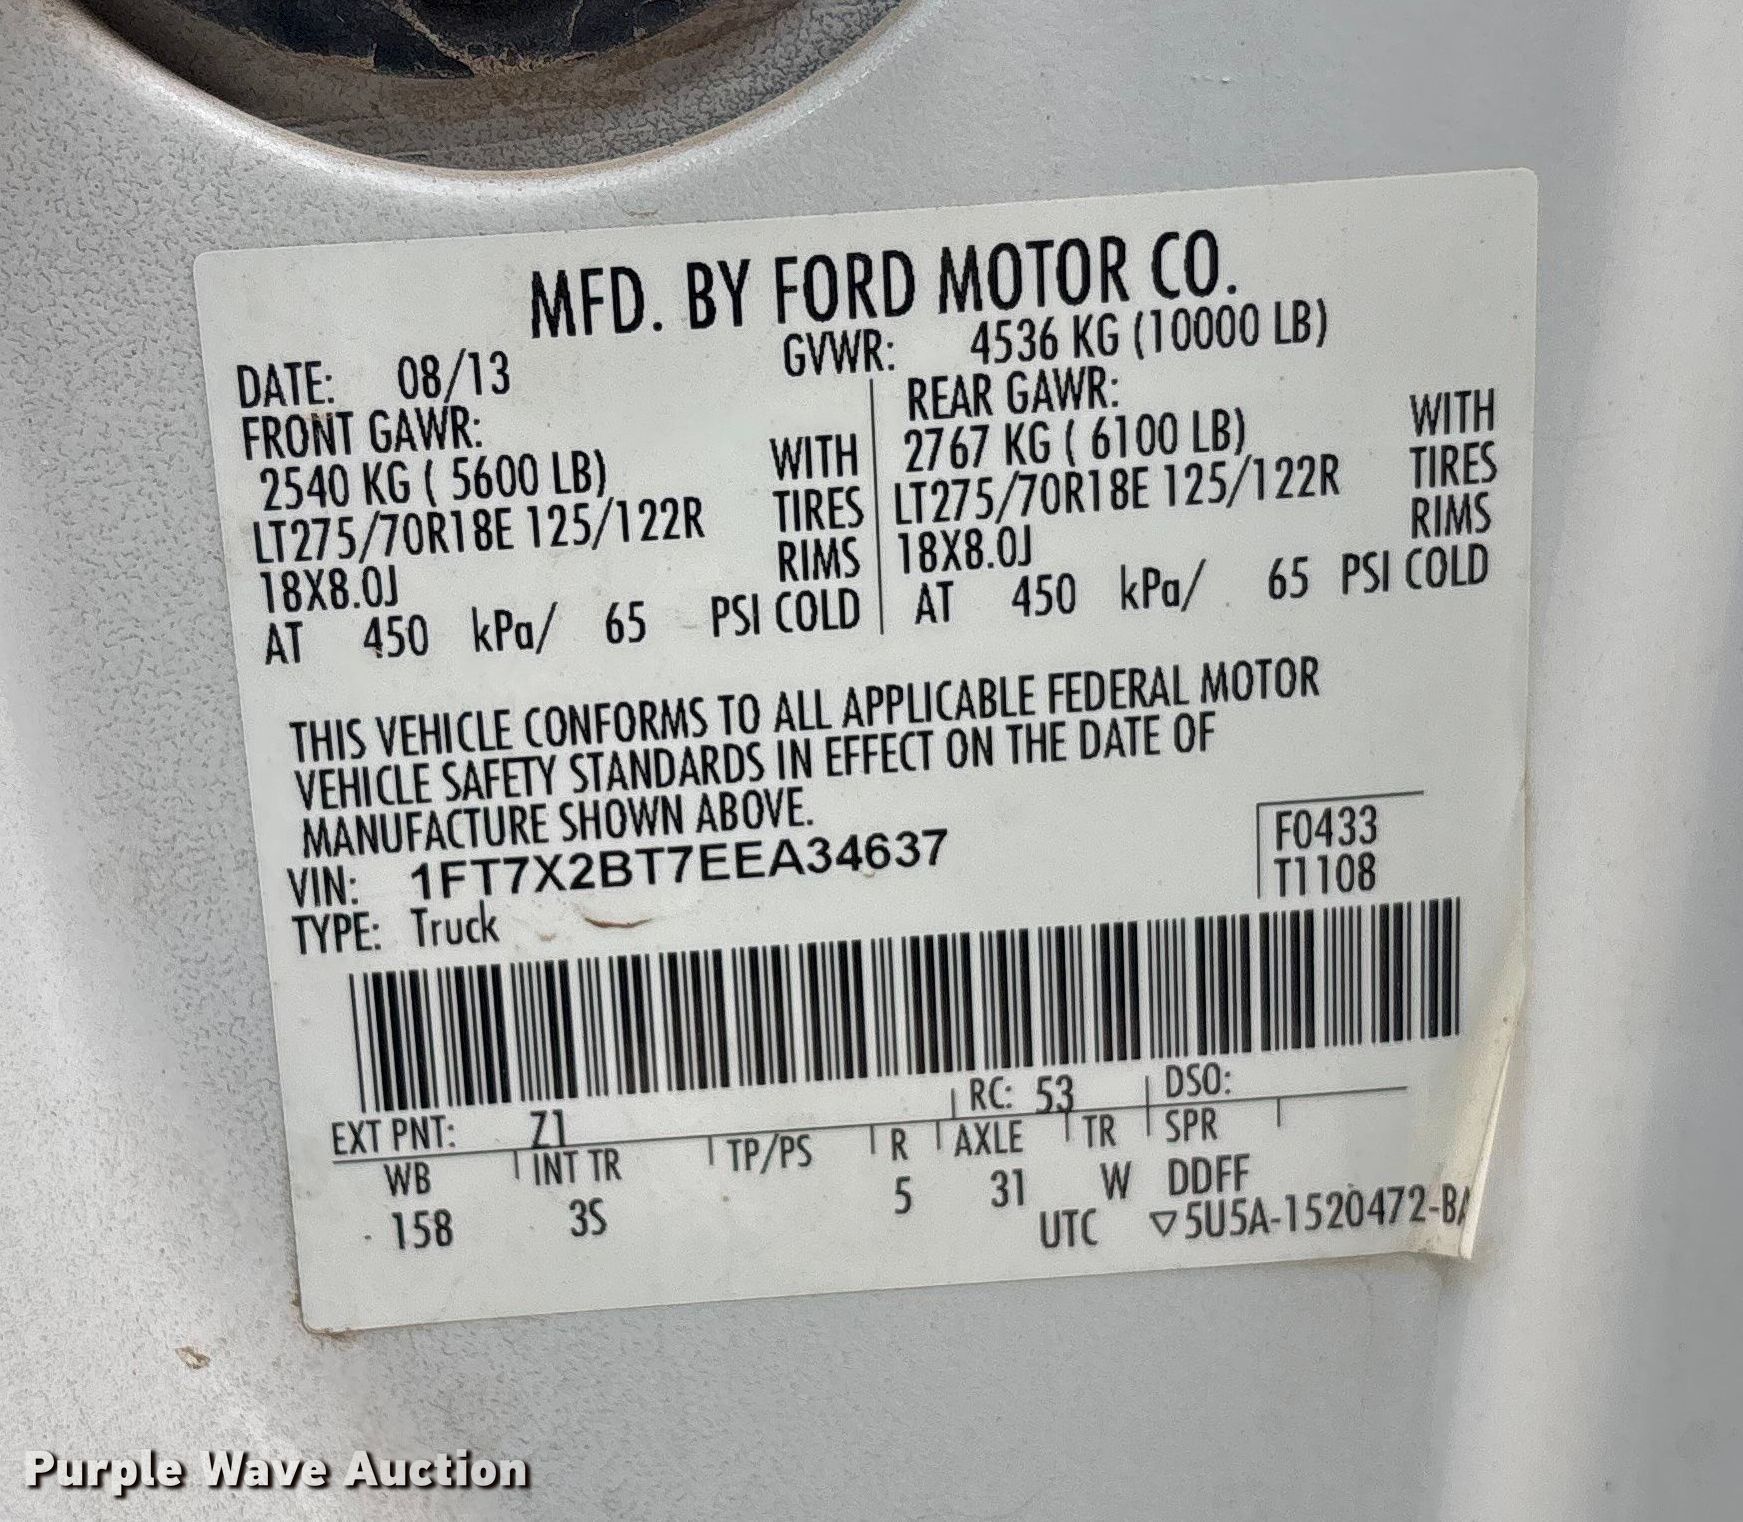 MFD. BY FORD MOTOR CO.
DATE: 08/13 GVWR: 4536 KG (10000 LB)
FRONT GAWR:
2540 KG ( 5600 LB) WITH
LT275/70R18E 125/122R TIRES
18X8.0J RIMS
AT 450 kPa/ 65 PSI COLD
REAR GAWR:
2767 KG ( 6100 LB) WITH
LT275/70R18E 125/122R TIRES
18X8.0J RIMS
AT 450 kPa/ 65 PSI COLD
THIS VEHICLE CONFORMS TO ALL APPLICABLE FEDERAL MOTOR
VEHICLE SAFETY STANDARDS IN EFFECT ON THE DATE OF
MANUFACTURE SHOWN ABOVE.
VIN: 1FT7X2BT7EEA34637
TYPE: Truck
F0433
T1108
EXT PNT: Z1 RC: 53 DSO:
WB INT TR TP/PS R AXLE TR SPR
158 3S 5 31 W DDFF
UTC ▽5U5A-1520472-BA
Purple Wave Auction